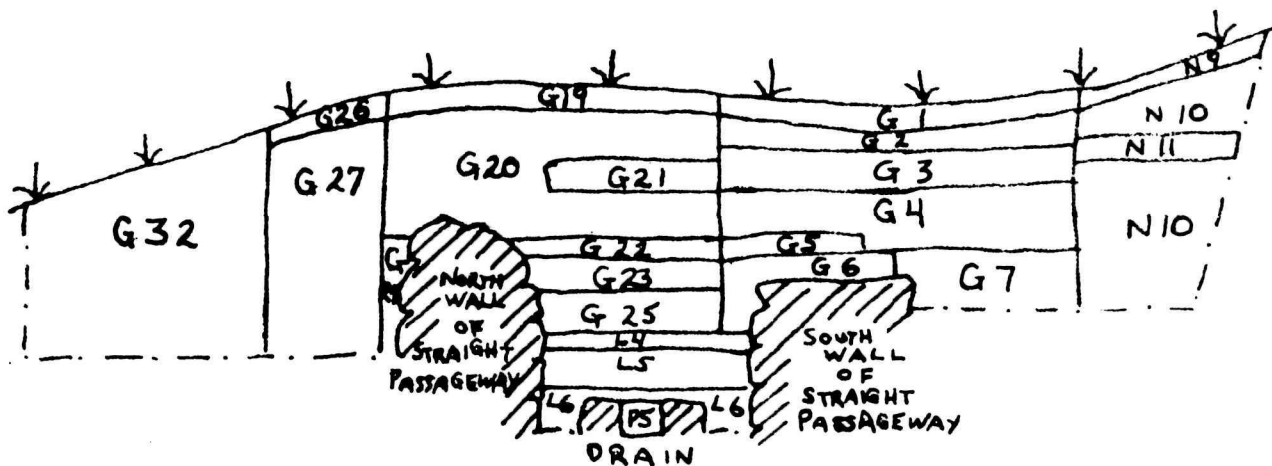 N9
G26
G19
G1
N10
G2
N11
G27
G20
G21
G3
G32
G4
N10
G22
G5
G23
G6
G7
NORTH
WALL
OF
STRAIGHT
PASSAGEWAY
G25
L4
L5
SOUTH
WALL
OF
STRAIGHT
PASSAGEWAY
L6
P5
L6
DRAIN